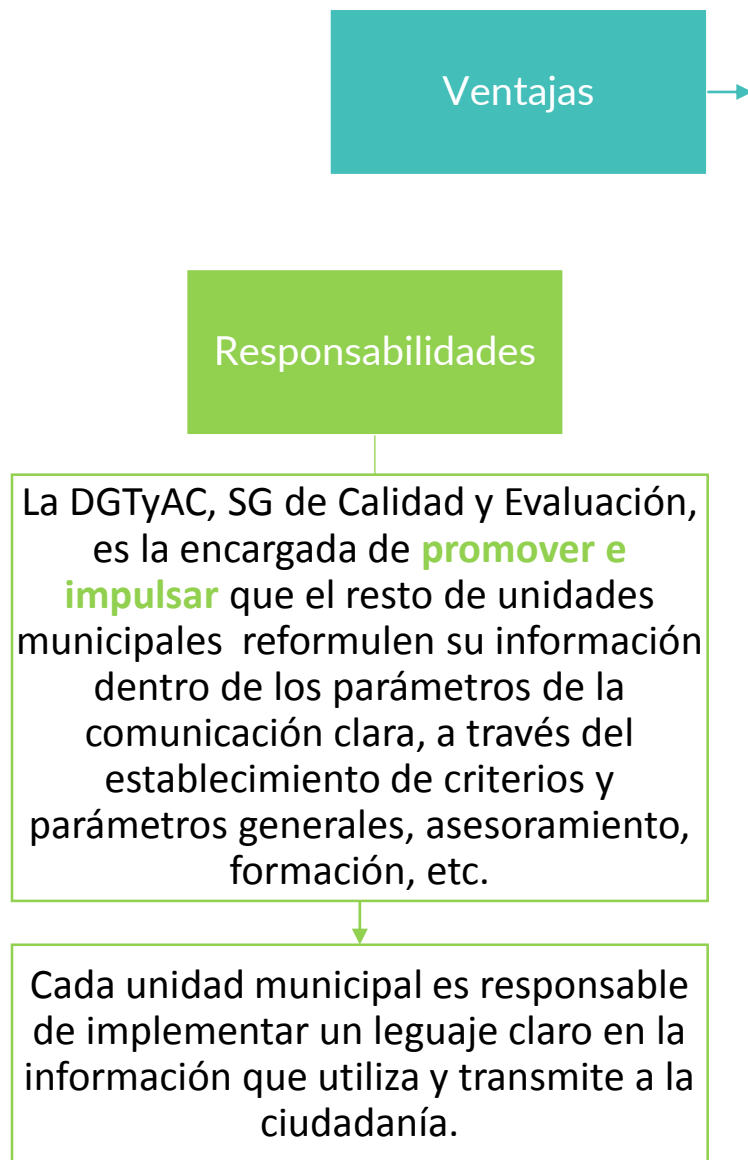 Ventajas
Responsabilidades
La DGTyAC, SG de Calidad y Evaluación,
es la encargada de promover e
impulsar que el resto de unidades
municipales  reformulen su información
dentro de los parámetros de la
comunicación clara, a través del
establecimiento de criterios y
parámetros generales, asesoramiento,
formación, etc.
Cada unidad municipal es responsable
de implementar un leguaje claro en la
información que utiliza y transmite a la
ciudadanía.